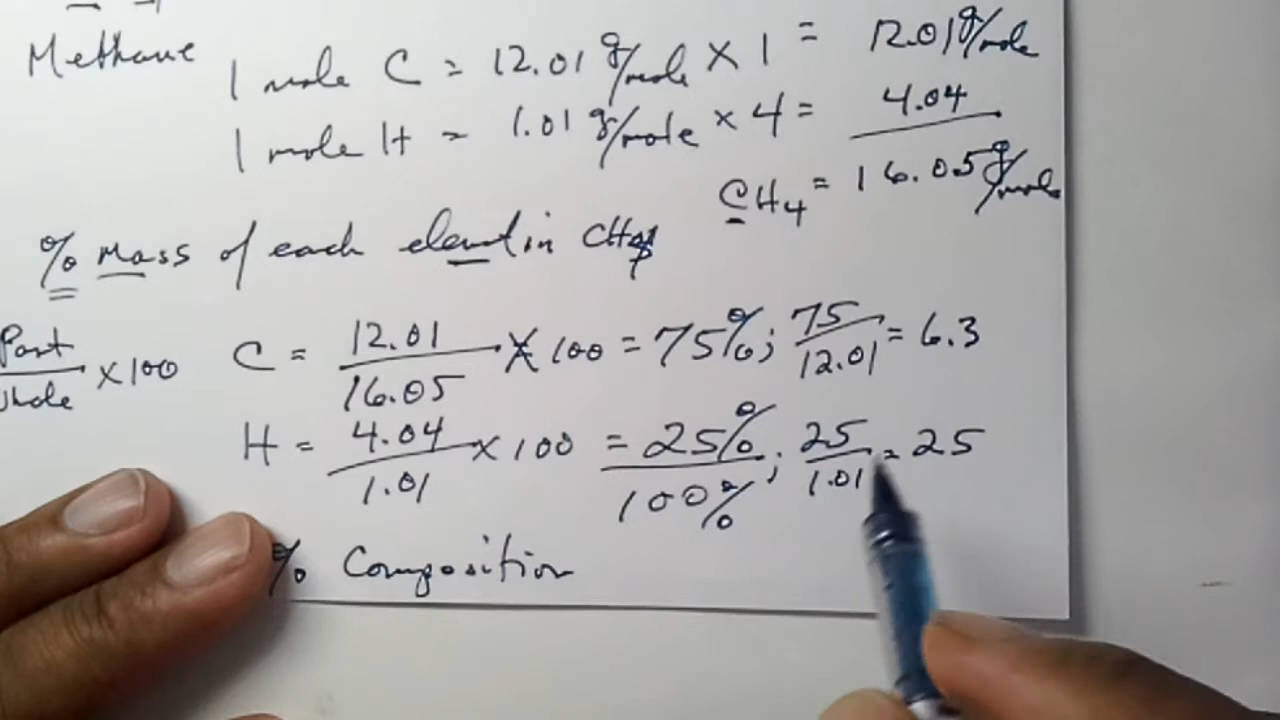 Methane
1 mole C = 12.01 g/mole × 1 = 12.01 g/mole
1 mole H = 1.01 g/mole × 4 = 4.04
CH4 = 16.05 g/mole
% Mass of each element in CH4
Part/whole × 100
C = 12.01/16.05 × 100 = 75%; 75/12.01 = 6.3
H = 4.04/1.01 × 100 = 25%; 25/1.01 = 25
100%
% Composition